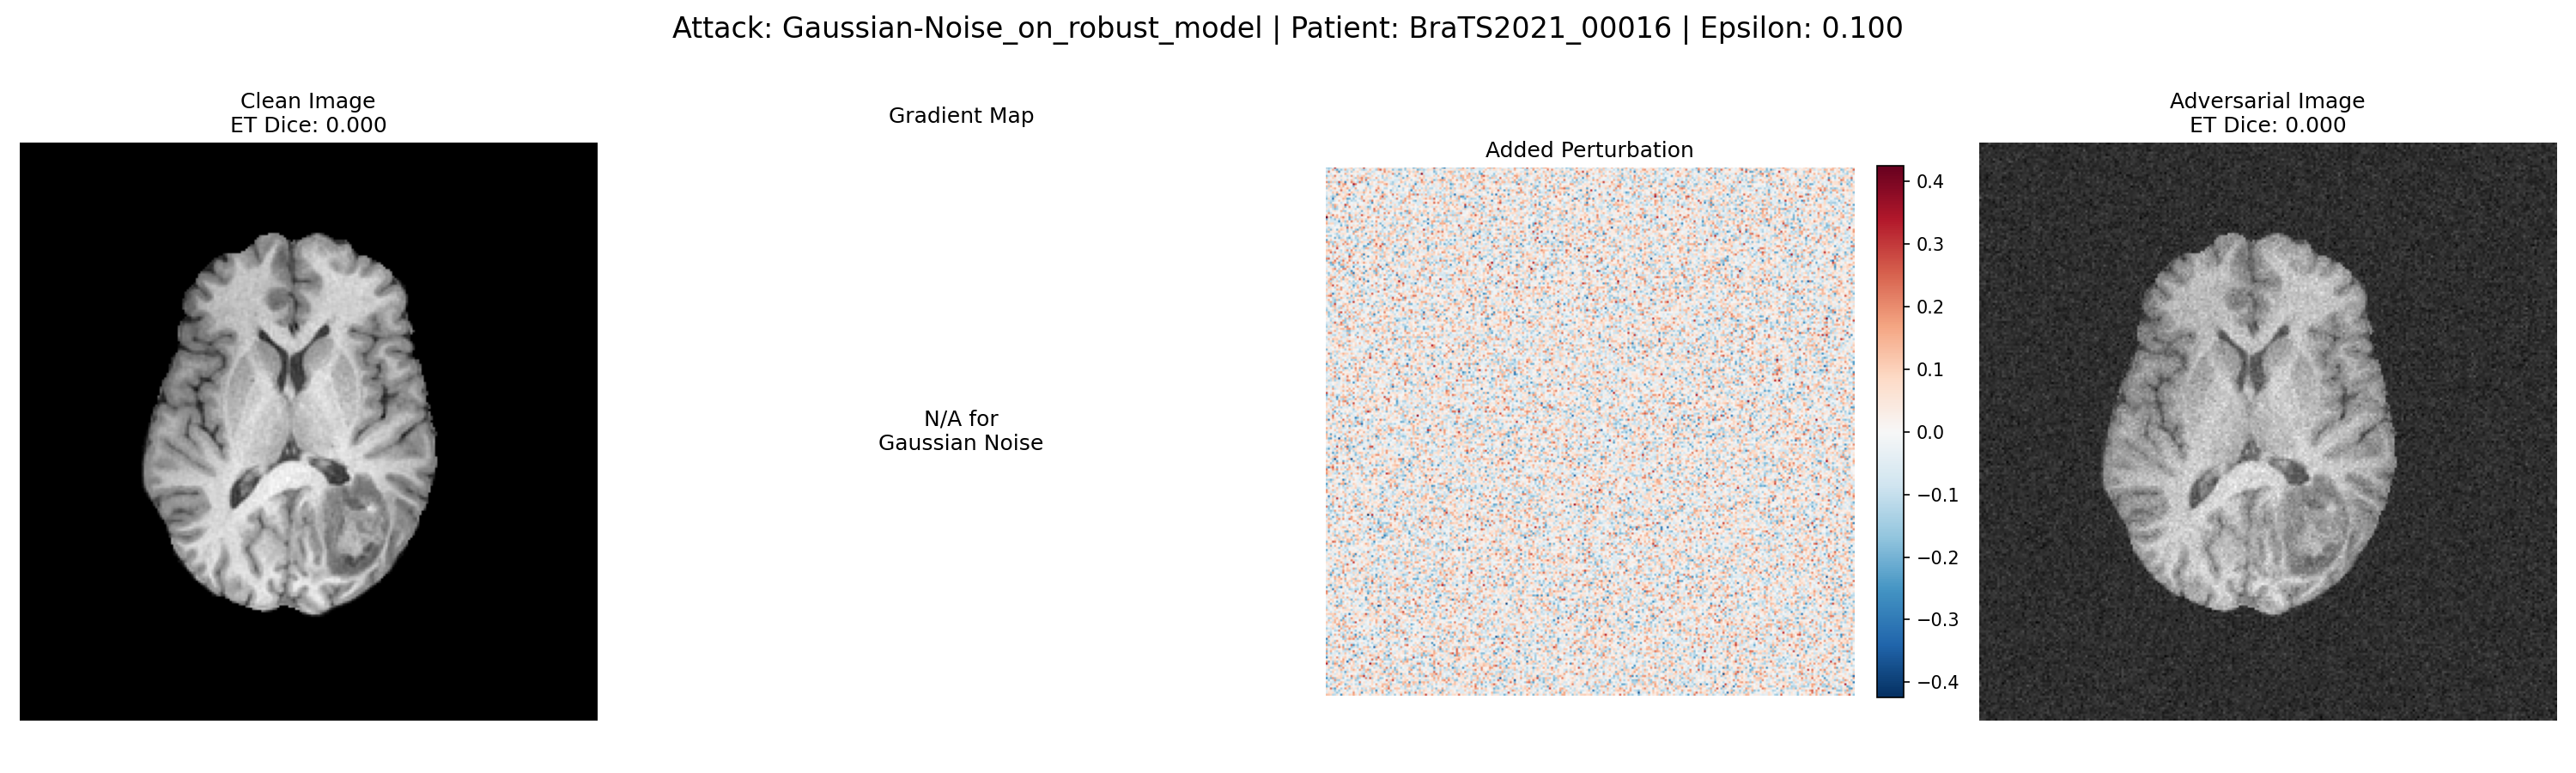 Attack: Gaussian-Noise_on_robust_model | Patient: BraTS2021_00016 | Epsilon: 0.100
Clean Image
ET Dice: 0.000
Gradient Map
N/A for
Gaussian Noise
Added Perturbation
0.4
0.3
0.2
0.1
0.0
−0.1
−0.2
−0.3
−0.4
Adversarial Image
ET Dice: 0.000